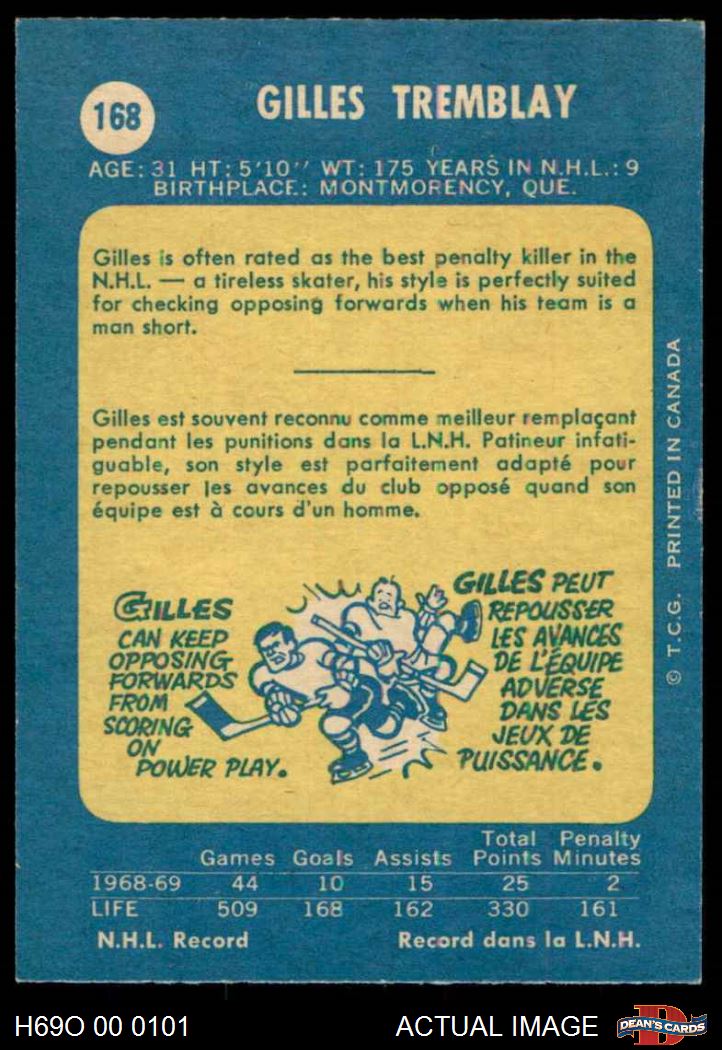 168
GILLES TREMBLAY
AGE: 31 HT: 5'10'' WT: 175 YEARS IN N.H.L.: 9
BIRTHPLACE: MONTMORENCY, QUE.
Gilles is often rated as the best penalty killer in the
N.H.L. — a tireless skater, his style is perfectly suited
for checking opposing forwards when his team is a
man short.
Gilles est souvent reconnu comme meilleur remplaçant
pendant les punitions dans la L.N.H. Patineur infati-
guable, son style est parfaitement adapté pour
repousser les avances du club opposé quand son
équipe est à cours d'un homme.
GILLES
CAN KEEP
OPPOSING
FORWARDS
FROM
SCORING
ON
POWER PLAY.
GILLES PEUT
REPOUSSER
LES AVANCES
DE L'ÉQUIPE
ADVERSE
DANS LES
JEUX DE
PUISSANCE.
© T.C.G. PRINTED IN CANADA
Total Penalty
Games Goals Assists Points Minutes
1968-69 44 10 15 25 2
LIFE 509 168 162 330 161
N.H.L. Record Record dans la L.N.H.
H69O 00 0101 ACTUAL IMAGE
DEAN'S CARDS